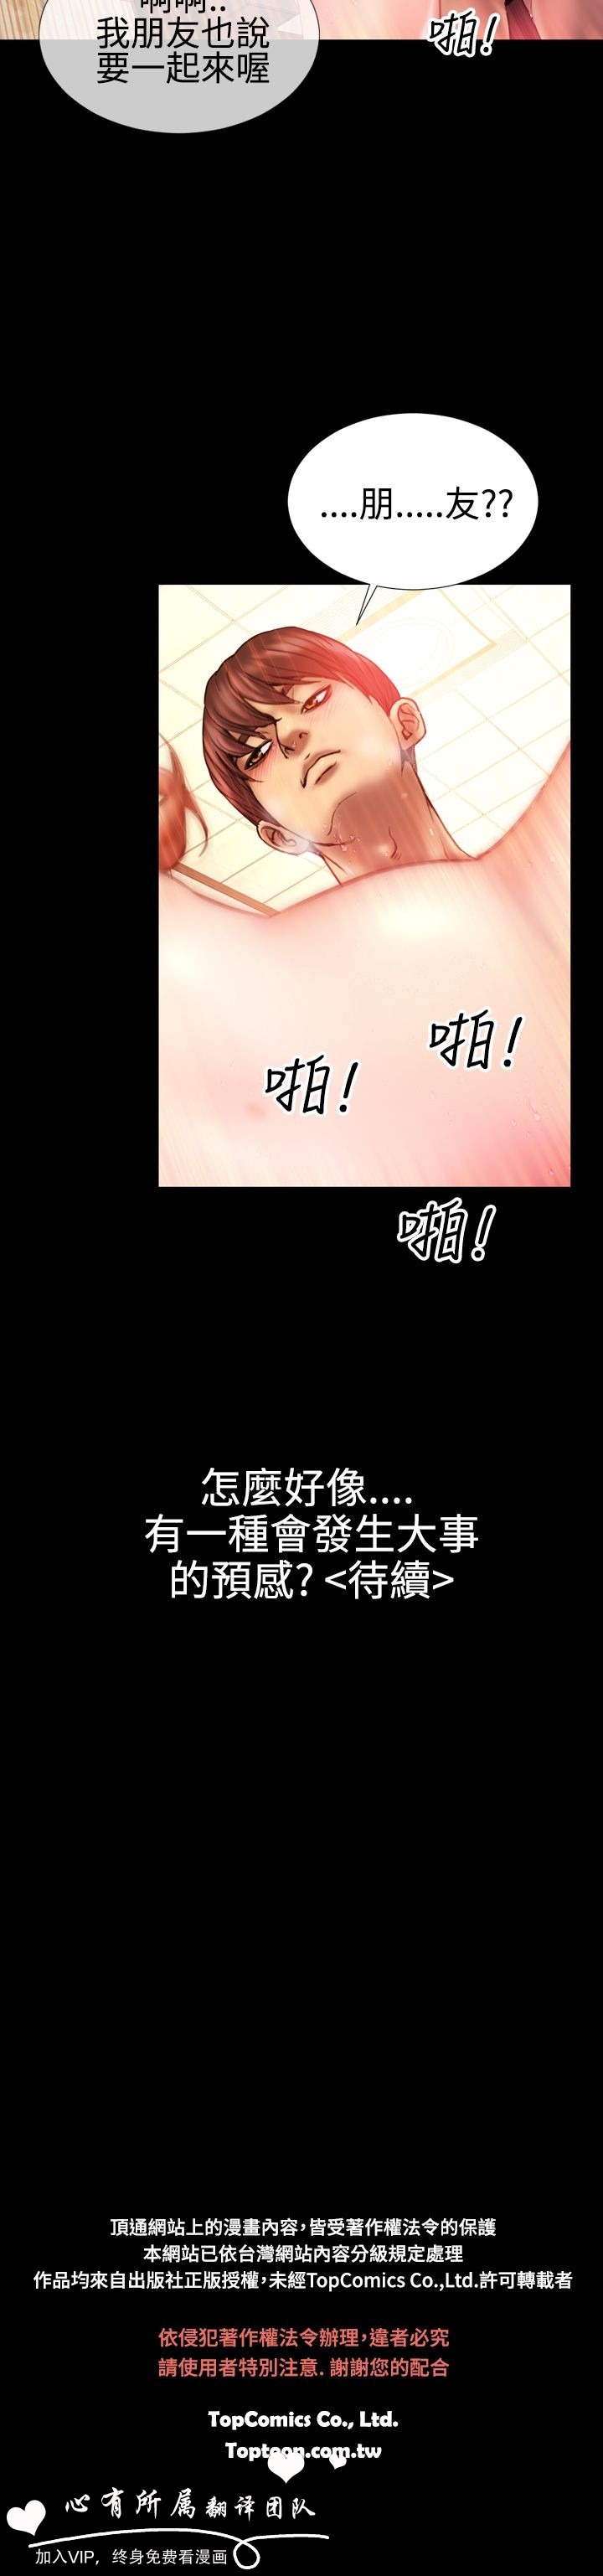 啊啊..
我朋友也說
要一起來喔
啪!
....朋.....友??
啪!
啪!
啪!
怎麼好像....
有一種會發生大事
的預感? <待續>
頂通網站上的漫畫內容，皆受著作權法令的保護
本網站已依台灣網站內容分級規定處理
作品均來自出版社正版授權，未經TopComics Co.,Ltd.許可轉載者
依侵犯著作權法令辦理，違者必究
請使用者特別注意. 謝謝您的配合
TopComics Co., Ltd.
Toptoon.com.tw
心有所属翻译团队
加入VIP，终身免费看漫画